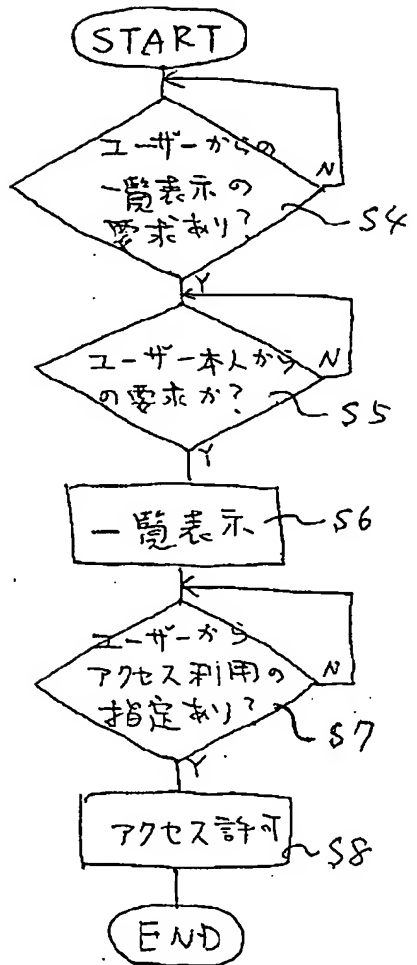 START
ユーザーからの
一覧表示の
要求あり?
N
S4
Y
ユーザー本人から
の要求か?
N
S5
Y
一覧表示
S6
ユーザーから
アクセス利用の
指定あり?
N
S7
Y
アクセス許可
S8
END